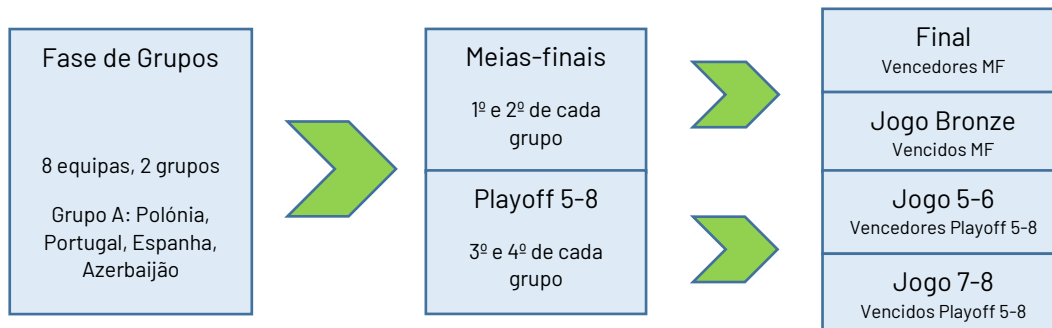 Fase de Grupos
8 equipas, 2 grupos
Grupo A: Polónia,
Portugal, Espanha,
Azerbaijão
Meias-finais
1º e 2º de cada
grupo
Playoff 5-8
3º e 4º de cada
grupo
Final
Vencedores MF
Jogo Bronze
Vencidos MF
Jogo 5-6
Vencedores Playoff 5-8
Jogo 7-8
Vencidos Playoff 5-8